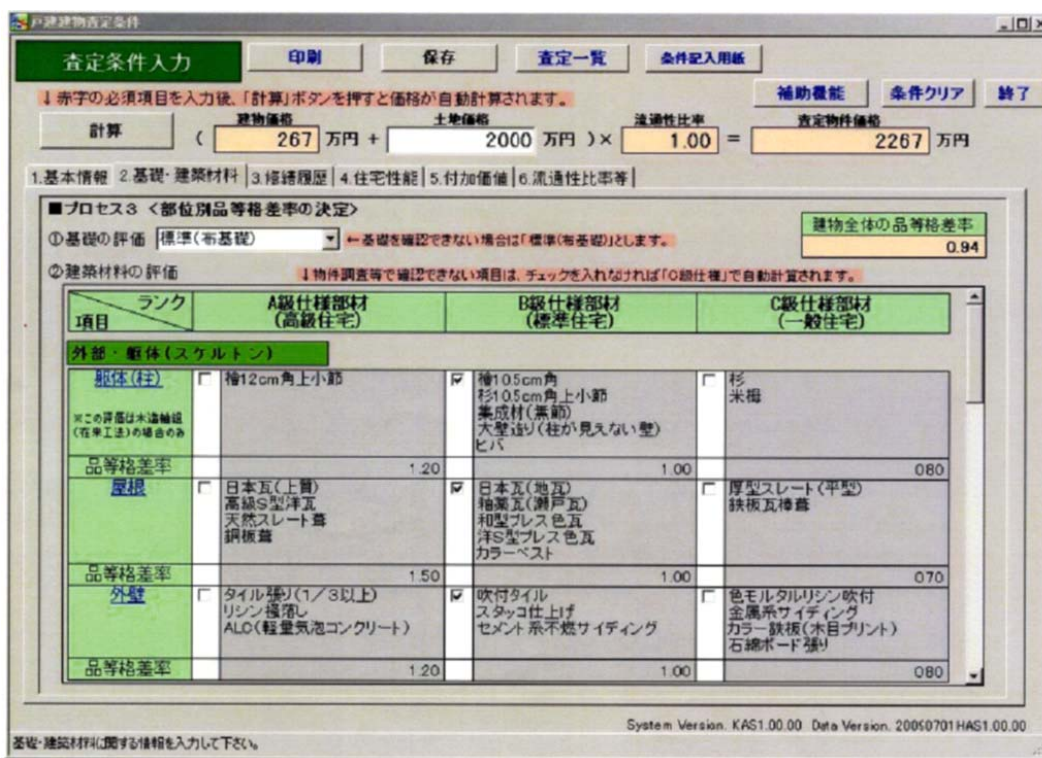 戸建建物査定条件
査定条件入力
印刷
保存
査定一覧
条件記入用紙
↓赤字の必須項目を入力後、「計算」ボタンを押すと価格が自動計算されます。
補助機能
条件クリア
終了
計算
建物価格
土地価格
流通性比率
査定物件価格
( 267 万円 + 2000 万円 )× 1.00 = 2267 万円
1.基本情報 2.基礎・建築材料 3.修繕履歴 4.住宅性能 5.付加価値 6.流通性比率等
■プロセス3 <部位別品等格差率の決定>
建物全体の品等格差率
0.94
①基礎の評価 標準(布基礎) ←基礎を確認できない場合は「標準(布基礎)」とします。
②建築材料の評価 ↓物件調査等で確認できない項目は、チェックを入れなければ「C級仕様」で自動計算されます。
ランク
項目
A級仕様部材
(高級住宅)
B級仕様部材
(標準住宅)
C級仕様部材
(一般住宅)
外部・躯体(スケルトン)
躯体(柱)
※この評価は木造軸組
(在来工法)の場合のみ
檜12cm角上小節
檜10.5cm角
杉10.5cm角上小節
集成材(無節)
大壁造り(柱が見えない壁)
ヒバ
杉
米栂
品等格差率 1.20 1.00 0.80
屋根
日本瓦(上質)
高級S型洋瓦
天然スレート葺
銅板葺
日本瓦(地瓦)
釉薬瓦(瀬戸瓦)
和型プレス色瓦
洋S型プレス色瓦
カラーベスト
厚型スレート(平型)
鉄板瓦棒葺
品等格差率 1.50 1.00 0.70
外壁
タイル張り(1/3以上)
リシン掻落し
ALC(軽量気泡コンクリート)
吹付タイル
スタッコ仕上げ
セメント系不燃サイディング
色モルタルリシン吹付
金属系サイディング
カラー鉄板(木目プリント)
石綿ボード張り
品等格差率 1.20 1.00 0.80
System Version. KAS1.00.00 Data Version. 20050701HAS1.00.00
基礎・建築材料に関する情報を入力して下さい。